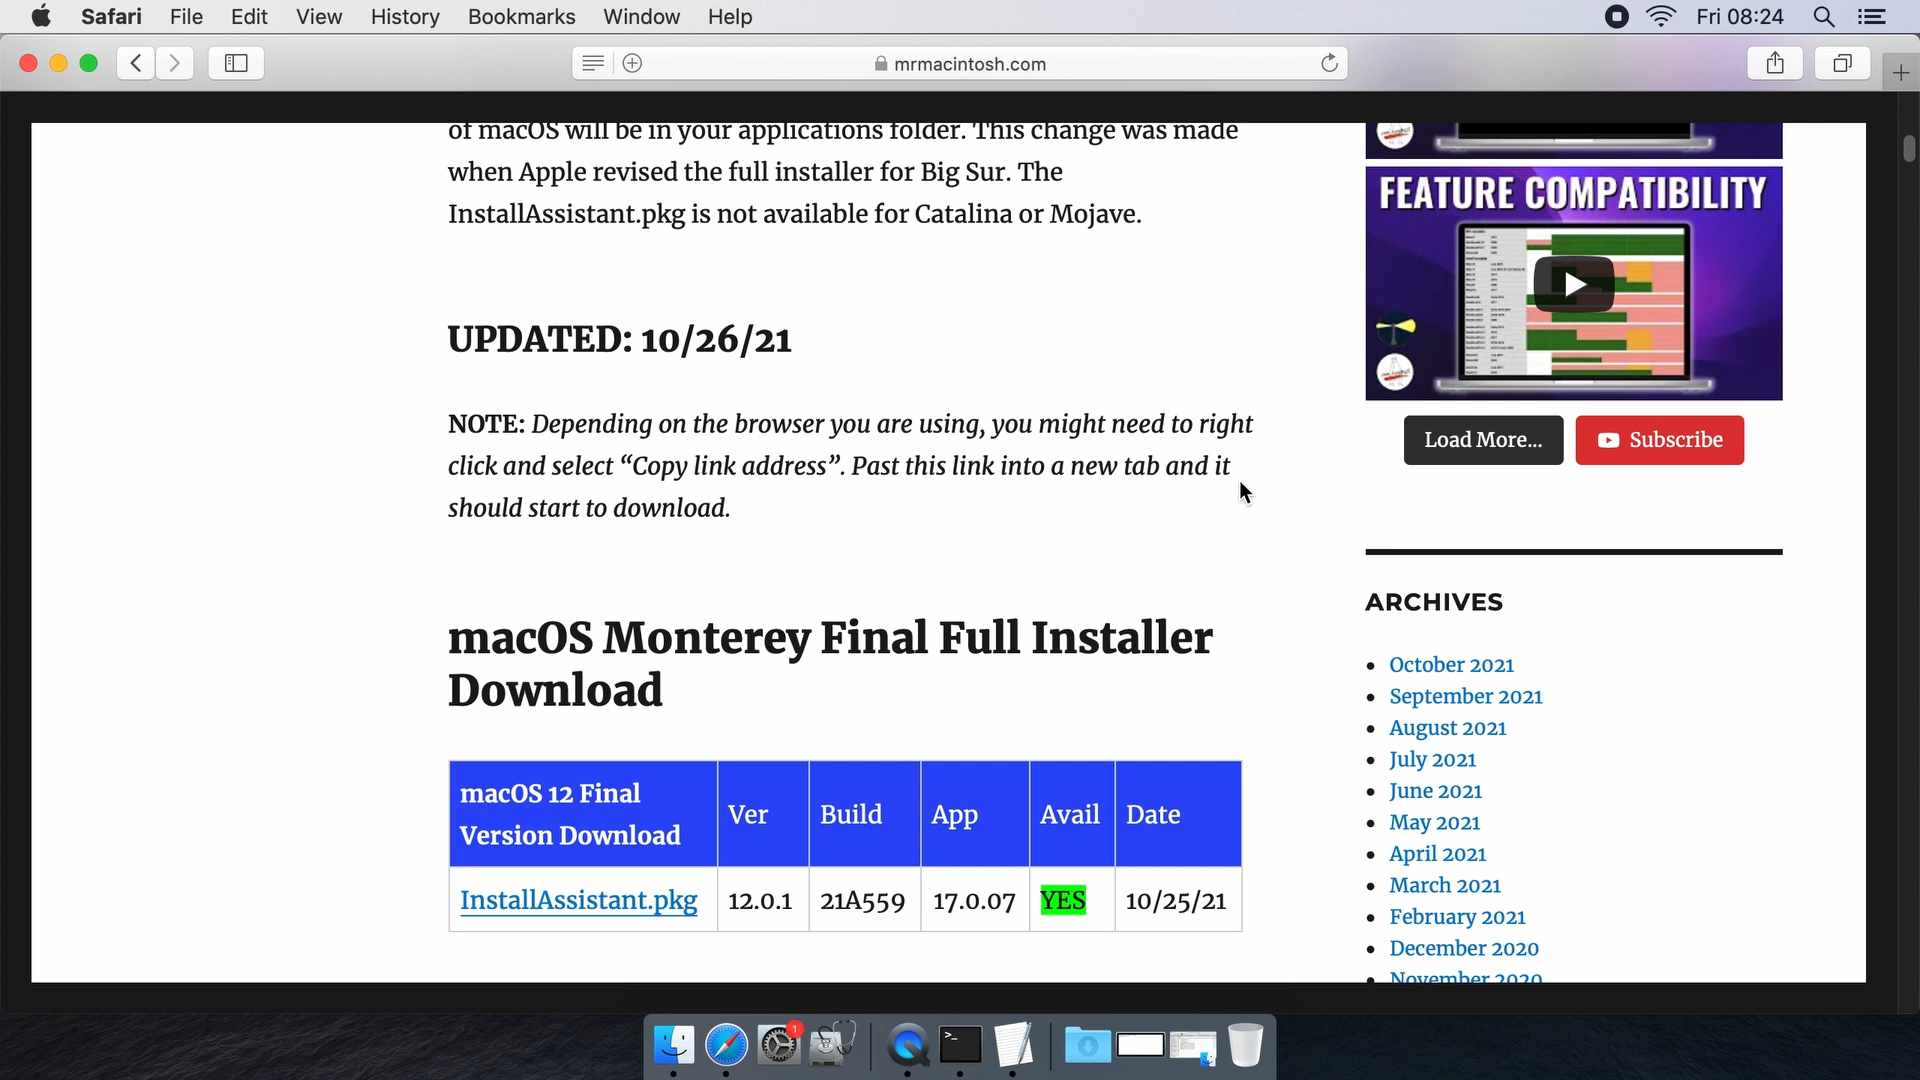 Safari File Edit View History Bookmarks Window Help Fri 08:24
mrmacintosh.com
of macOS will be in your applications folder. This change was made
when Apple revised the full installer for Big Sur. The
InstallAssistant.pkg is not available for Catalina or Mojave.
UPDATED: 10/26/21
NOTE: Depending on the browser you are using, you might need to right
click and select “Copy link address”. Past this link into a new tab and it
should start to download.
macOS Monterey Final Full Installer
Download
macOS 12 Final
Version Download
Ver Build App Avail Date
InstallAssistant.pkg 12.0.1 21A559 17.0.07 YES 10/25/21
FEATURE COMPATIBILITY
Load More... Subscribe
ARCHIVES
October 2021
September 2021
August 2021
July 2021
June 2021
May 2021
April 2021
March 2021
February 2021
December 2020
November 2020
1